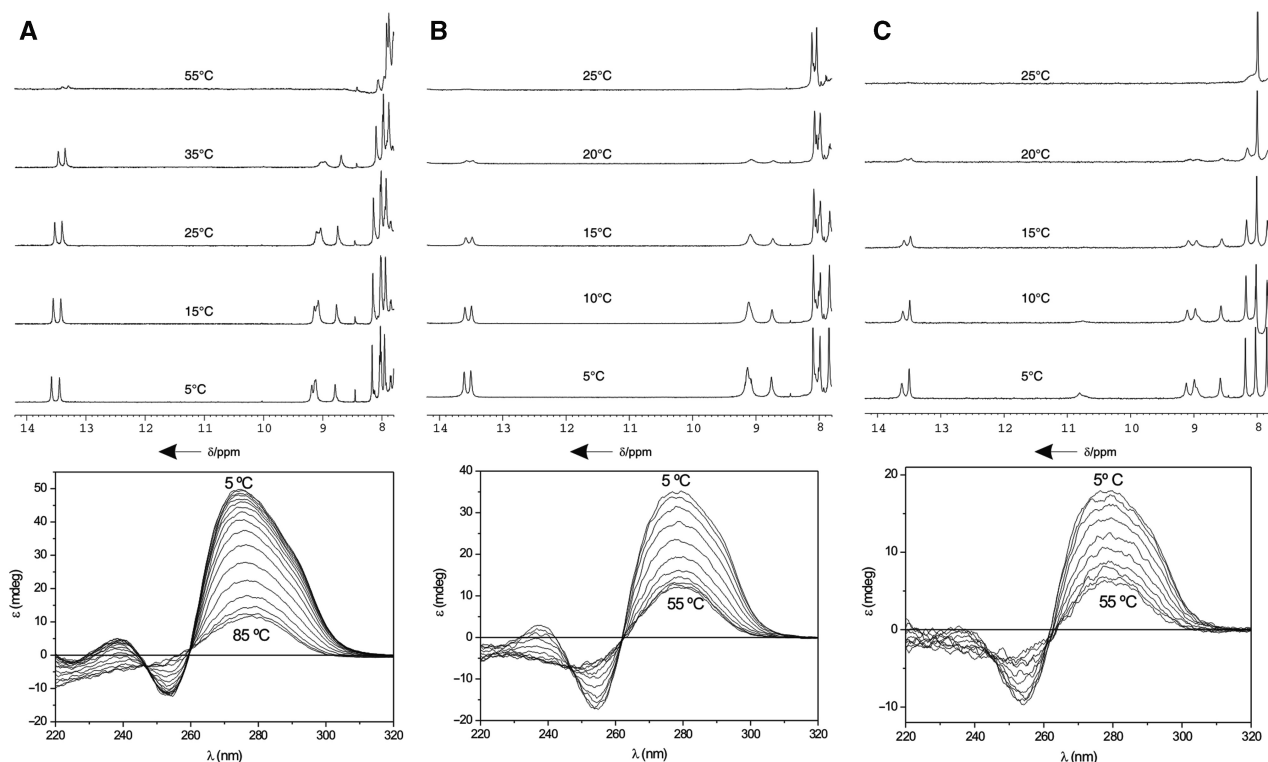 A
B
C
55°C
35°C
25°C
15°C
5°C
14 13 12 11 10 9 8
δ/ppm
25°C
20°C
15°C
10°C
5°C
14 13 12 11 10 9 8
δ/ppm
25°C
20°C
15°C
10°C
5°C
14 13 12 11 10 9 8
δ/ppm
50
40
30
20
10
0
−10
−20
ε (mdeg)
5 ºC
85 ºC
220 240 260 280 300 320
λ (nm)
40
30
20
10
0
−10
−20
ε (mdeg)
5 ºC
55 ºC
220 240 260 280 300 320
λ (nm)
20
10
0
−10
ε (mdeg)
5º C
55 ºC
220 240 260 280 300 320
λ (nm)